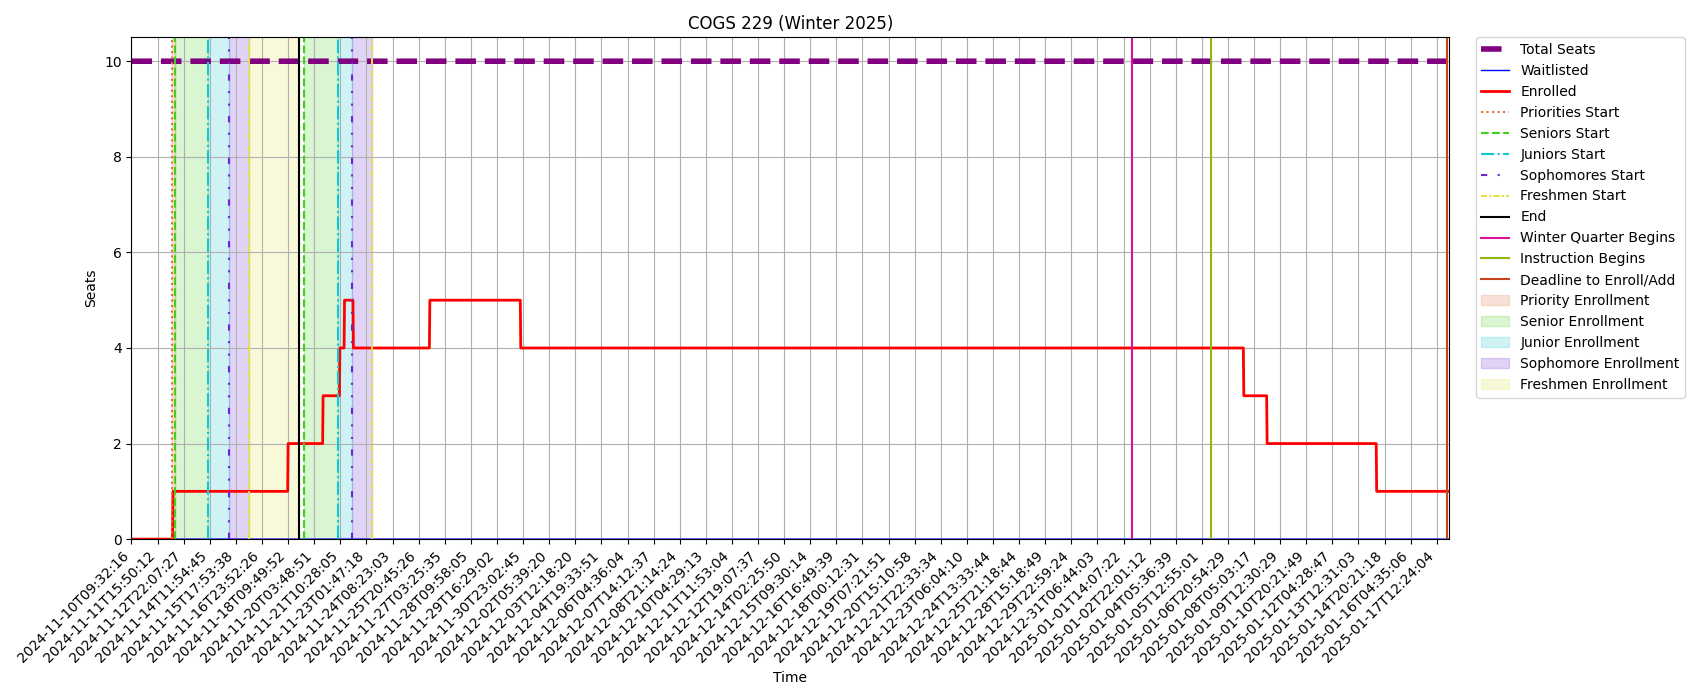 COGS 229 (Winter 2025)
Seats
10
8
6
4
2
0
2024-11-10T09:32:16
2024-11-11T15:50:12
2024-11-12T22:07:27
2024-11-14T11:54:45
2024-11-15T17:53:38
2024-11-16T23:52:26
2024-11-18T09:49:52
2024-11-20T03:48:51
2024-11-21T10:28:05
2024-11-23T01:47:18
2024-11-24T08:23:03
2024-11-25T20:45:26
2024-11-28T03:25:35
2024-11-28T09:58:05
2024-11-29T16:29:02
2024-11-30T23:02:45
2024-12-02T05:39:20
2024-12-03T12:18:20
2024-12-04T19:33:51
2024-12-06T04:36:04
2024-12-07T14:12:37
2024-12-08T21:14:24
2024-12-10T04:29:13
2024-12-11T11:53:04
2024-12-12T19:07:37
2024-12-14T02:25:50
2024-12-15T09:30:14
2024-12-16T16:49:39
2024-12-18T00:12:31
2024-12-19T07:21:51
2024-12-20T15:10:58
2024-12-21T22:33:34
2024-12-23T06:04:10
2024-12-24T13:33:44
2024-12-25T21:18:44
2024-12-28T15:18:49
2024-12-29T22:59:24
2024-12-31T06:44:03
2025-01-01T14:07:22
2025-01-02T22:01:12
2025-01-04T05:36:39
2025-01-05T12:55:01
2025-01-06T20:54:29
2025-01-08T05:03:17
2025-01-09T12:30:29
2025-01-10T20:21:49
2025-01-12T04:28:47
2025-01-13T12:31:03
2025-01-14T20:21:18
2025-01-16T04:35:06
2025-01-17T12:24:04
Time
Total Seats
Waitlisted
Enrolled
Priorities Start
Seniors Start
Juniors Start
Sophomores Start
Freshmen Start
End
Winter Quarter Begins
Instruction Begins
Deadline to Enroll/Add
Priority Enrollment
Senior Enrollment
Junior Enrollment
Sophomore Enrollment
Freshmen Enrollment